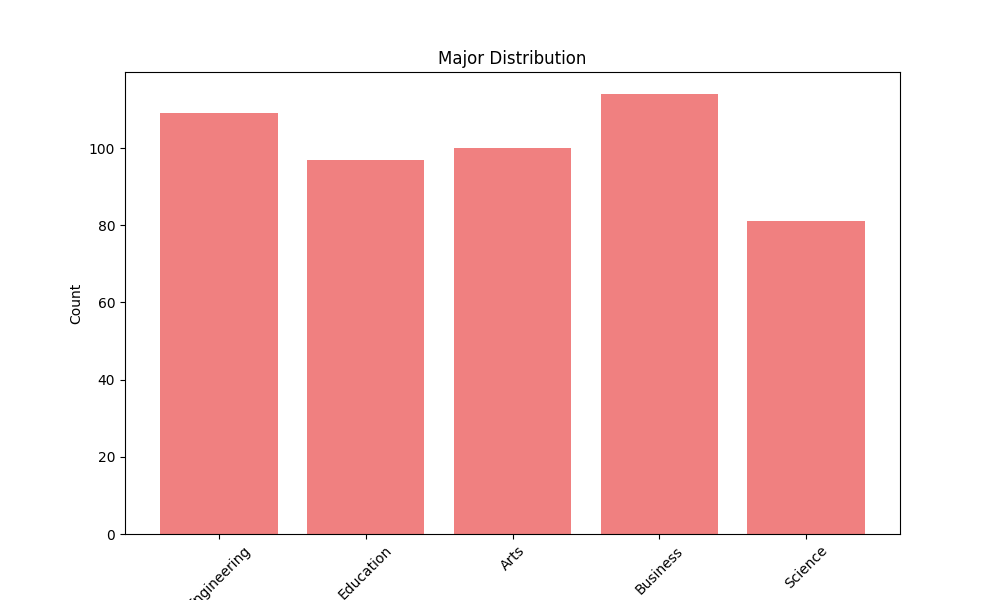 Major Distribution
Count
100
80
60
40
20
0
ngineering
Education
Arts
Business
Science